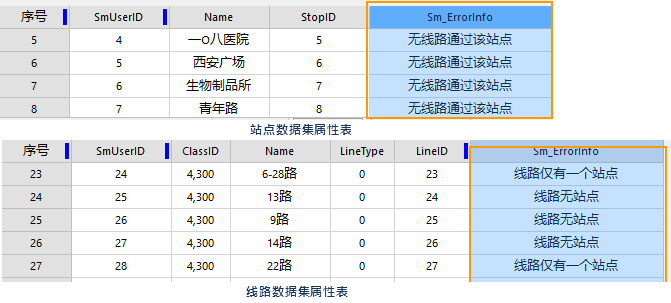 序号 SmUserID Name StopID Sm_ErrorInfo
5 4 一O八医院 5 无线路通过该站点
6 5 西安广场 6 无线路通过该站点
7 6 生物制品所 7 无线路通过该站点
8 7 青年路 8 无线路通过该站点
站点数据集属性表
序号 SmUserID ClassID Name LineType LineID Sm_ErrorInfo
23 24 4,300 6-28路 0 23 线路仅有一个站点
24 25 4,300 13路 0 24 线路无站点
25 26 4,300 9路 0 25 线路无站点
26 27 4,300 14路 0 26 线路无站点
27 28 4,300 22路 0 27 线路仅有一个站点
线路数据集属性表